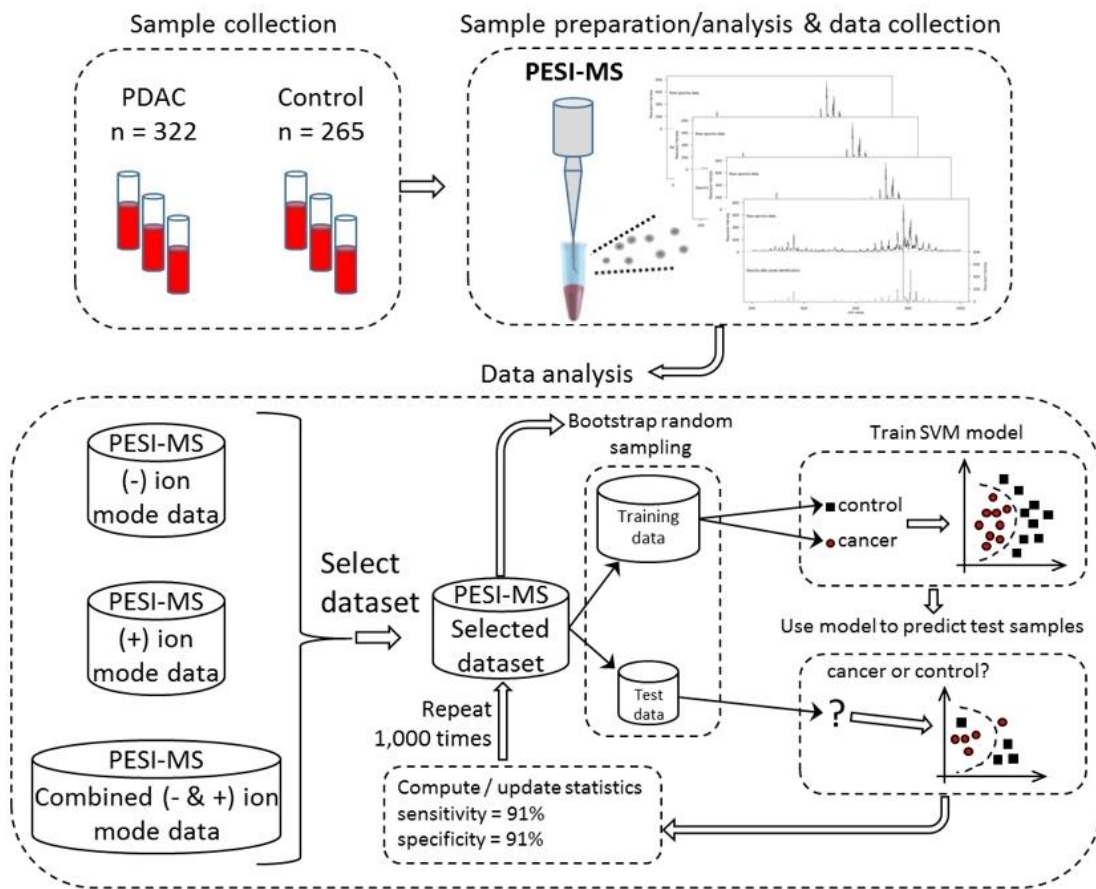 Sample collection
Sample preparation/analysis & data collection
PDAC
n = 322
Control
n = 265
PESI-MS
Data analysis
PESI-MS
(-) ion
mode data
PESI-MS
(+) ion
mode data
PESI-MS
Combined (- & +) ion
mode data
Select
dataset
PESI-MS
Selected
dataset
Repeat
1,000 times
Bootstrap random
sampling
Training
data
Test
data
Train SVM model
control
cancer
Use model to predict test samples
cancer or control?
?
Compute / update statistics
sensitivity = 91%
specificity = 91%